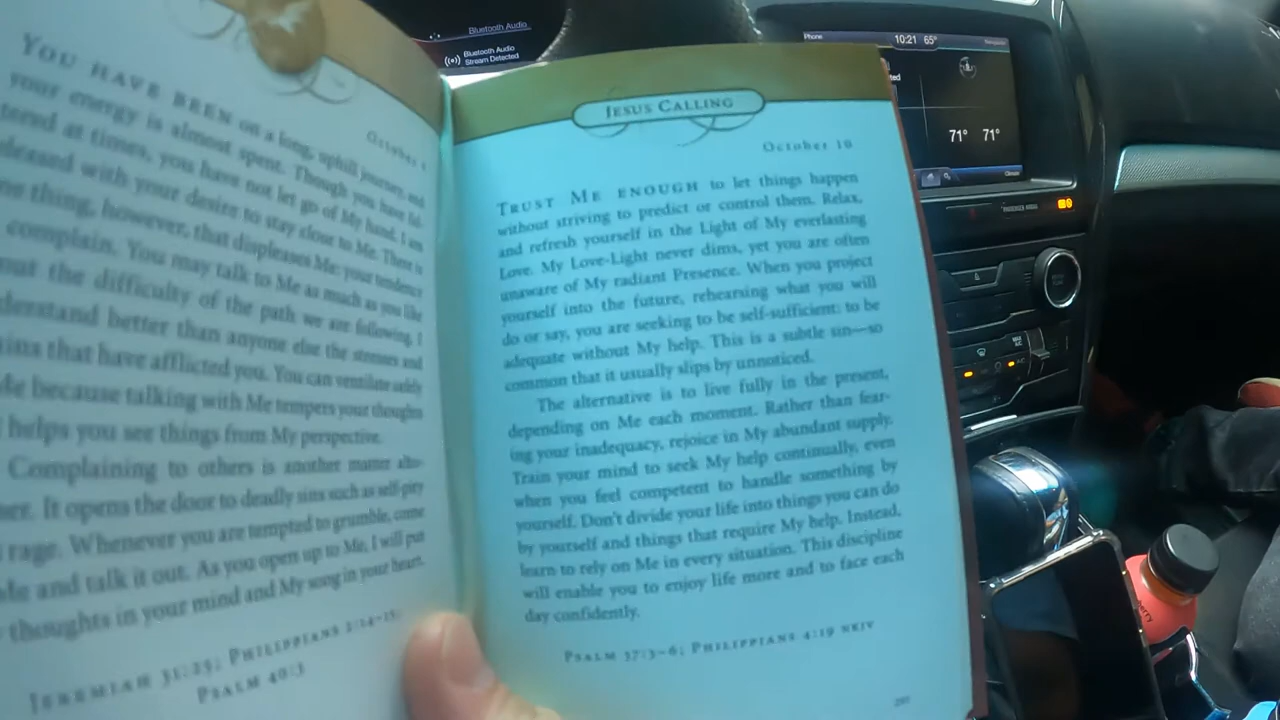 Bluetooth Audio
Bluetooth Audio
Stream Detected
Phone
10:21 65°
71° 71°
October
YOU HAVE BEEN on a long, uphill journey, and
your energy is almost spent. Though you have fal-
tered at times, you have not let go of My hand. I am
pleased with your desire to stay close to Me. There is
one thing, however, that displeases Me: your tendency
complain. You may talk to Me as much as you like
the difficulty of the path we are following. I
understand better than anyone else the stresses and
that have afflicted you. You can ventilate safely
Me because talking with Me tempers your thoughts
helps you see things from My perspective.
Complaining to others is another matter alto-
It opens the door to deadly sins such as self-pity
rage. Whenever you are tempted to grumble, come
Me and talk it out. As you open up to Me, I will put
thoughts in your mind and My song in your heart.
JEREMIAH 31:25; PHILIPPIANS 2:14-15;
PSALM 40:3
JESUS CALLING
October 10
TRUST ME ENOUGH to let things happen
without striving to predict or control them. Relax,
and refresh yourself in the Light of My everlasting
Love. My Love-Light never dims, yet you are often
unaware of My radiant Presence. When you project
yourself into the future, rehearsing what you will
do or say, you are seeking to be self-sufficient: to be
adequate without My help. This is a subtle sin—so
common that it usually slips by unnoticed.
The alternative is to live fully in the present,
depending on Me each moment. Rather than fear-
ing your inadequacy, rejoice in My abundant supply.
Train your mind to seek My help continually, even
when you feel competent to handle something by
yourself. Don't divide your life into things you can do
by yourself and things that require My help. Instead,
learn to rely on Me in every situation. This discipline
will enable you to enjoy life more and to face each
day confidently.
PSALM 37:3–6; PHILIPPIANS 4:19 NKJV